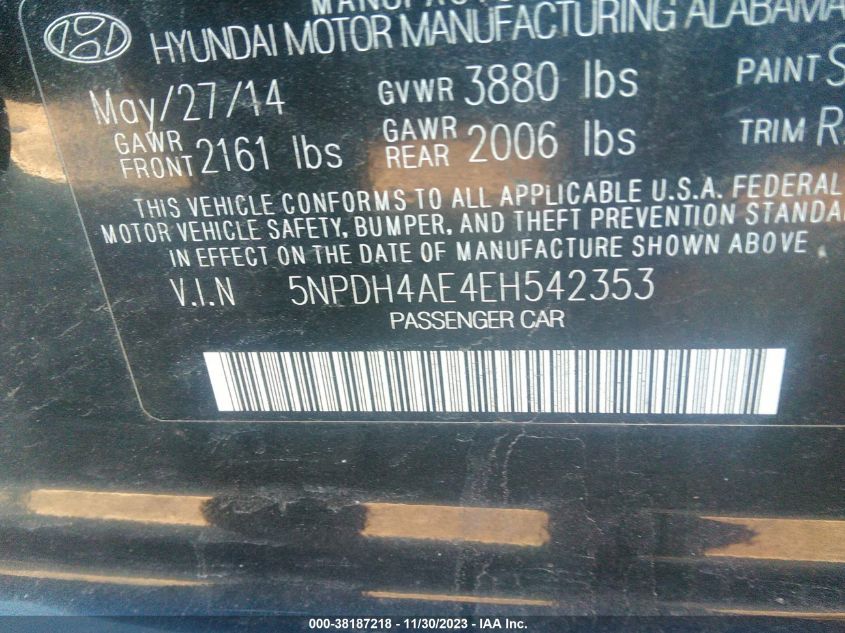 HYUNDAI MOTOR MANUFACTURING ALABAMA
May/27/14 GVWR 3880 lbs PAINT S
GAWR FRONT 2161 lbs GAWR REAR 2006 lbs TRIM R
THIS VEHICLE CONFORMS TO ALL APPLICABLE U.S.A. FEDERAL
MOTOR VEHICLE SAFETY, BUMPER, AND THEFT PREVENTION STANDA
IN EFFECT ON THE DATE OF MANUFACTURE SHOWN ABOVE
V.I.N 5NPDH4AE4EH542353
PASSENGER CAR
000-38187218 - 11/30/2023 - IAA Inc.